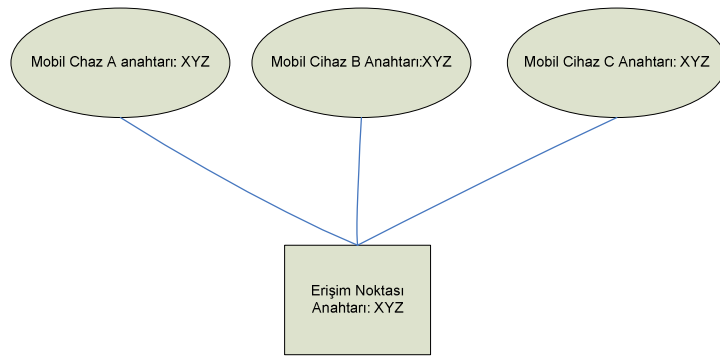 Mobil Chaz A anahtarı: XYZ
Mobil Cihaz B Anahtarı:XYZ
Mobil Cihaz C Anahtarı: XYZ
Erişim Noktası
Anahtarı: XYZ